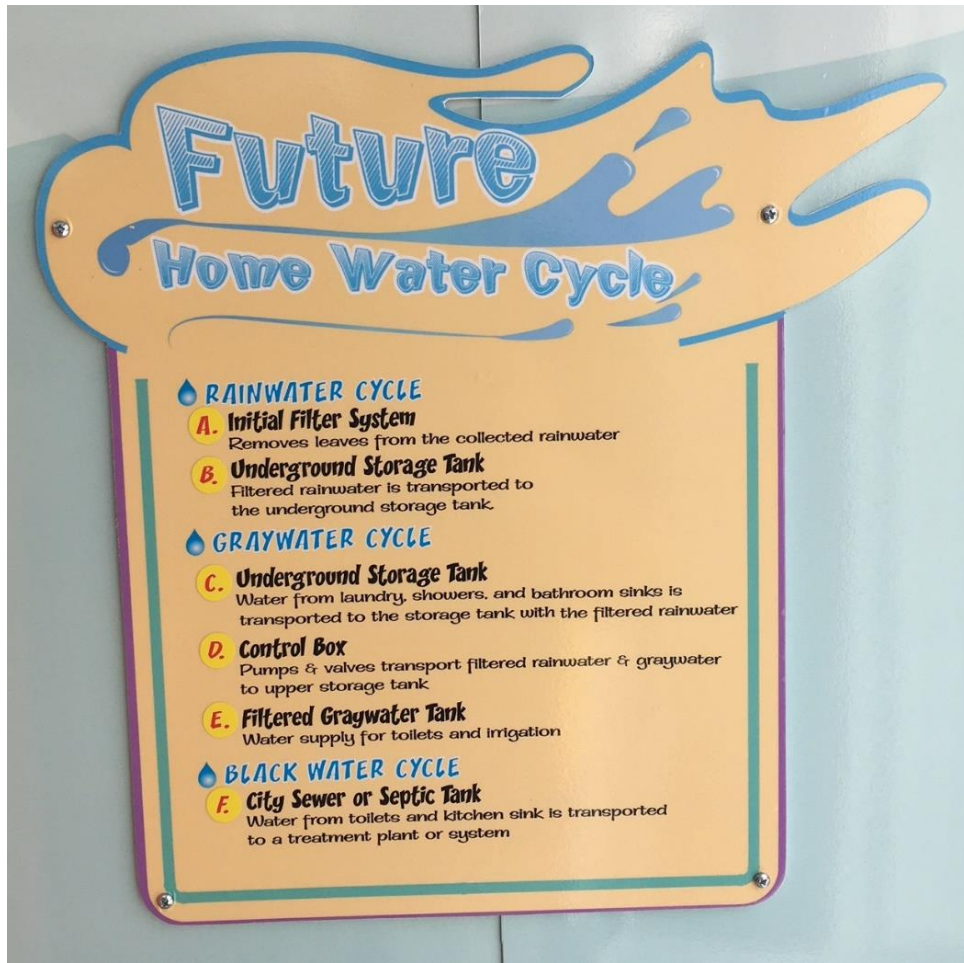 Future
Home Water Cycle
RAINWATER CYCLE
A. Initial Filter System
Removes leaves from the collected rainwater
B. Underground Storage Tank
Filtered rainwater is transported to
the underground storage tank.
GRAYWATER CYCLE
C. Underground Storage Tank
Water from laundry, showers, and bathroom sinks is
transported to the storage tank with the filtered rainwater
D. Control Box
Pumps & valves transport filtered rainwater & graywater
to upper storage tank
E. Filtered Graywater Tank
Water supply for toilets and irrigation
BLACK WATER CYCLE
F. City Sewer or Septic Tank
Water from toilets and kitchen sink is transported
to a treatment plant or system